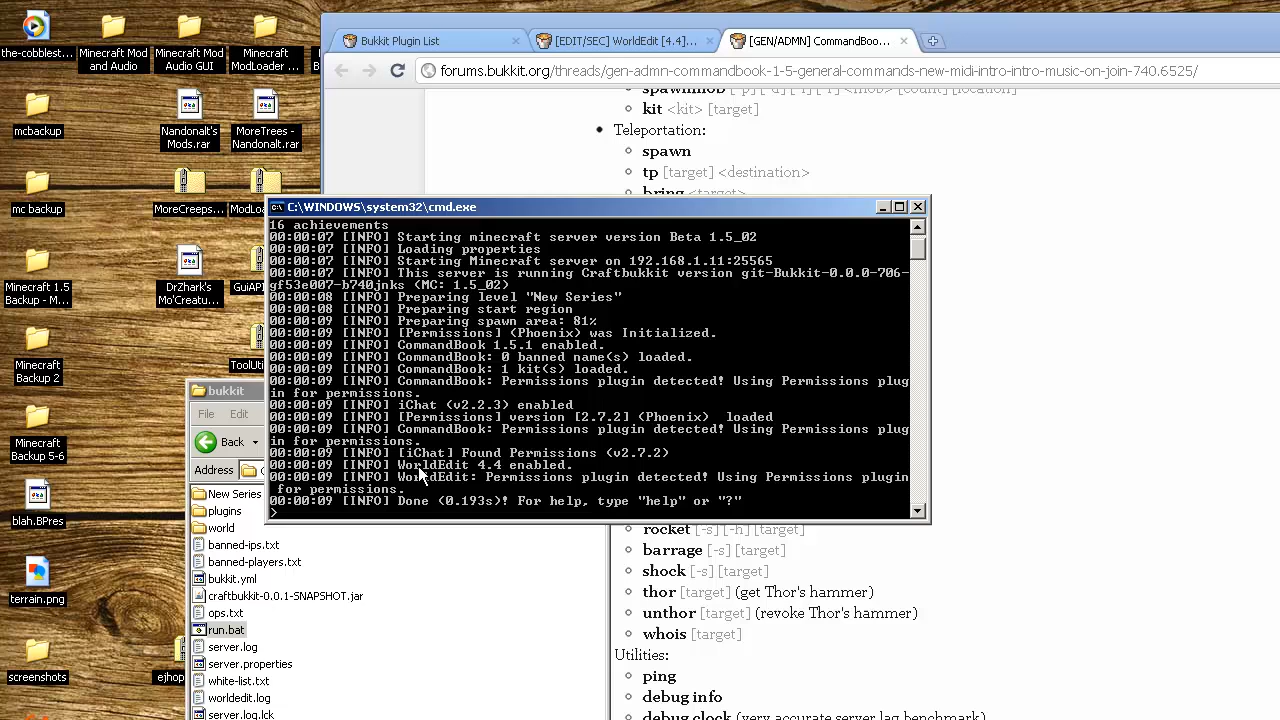 the-cobblest...
Minecraft Mod and Audio
Minecraft Mod Audio GUI
Minecraft ModLoader ...
mcbackup
Nandonalt's Mods.rar
MoreTrees - Nandonalt.rar
mc backup
MoreCreeps...
ModLo
Minecraft 1.5 Backup - M...
DrZhark's Mo'Creatu...
GuiAPI
Minecraft Backup 2
ToolUti
Minecraft Backup 5-6
blah.BPres
terrain.png
screenshots
ejhop
Bukkit Plugin List
[EDIT/SEC] WorldEdit [4.4]...
[GEN/ADMN] CommandBoo...
forums.bukkit.org/threads/gen-admn-commandbook-1-5-general-commands-new-midi-intro-intro-music-on-join-740.6525/
kit <kit> [target]
Teleportation:
spawn
tp [target] <destination>
bring <target>
C:\WINDOWS\system32\cmd.exe
16 achievements
00:00:07 [INFO] Starting minecraft server version Beta 1.5_02
00:00:07 [INFO] Loading properties
00:00:07 [INFO] Starting Minecraft server on 192.168.1.11:25565
00:00:07 [INFO] This server is running Craftbukkit version git-Bukkit-0.0.0-706-
gf53e007-b740jnks (MC: 1.5_02)
00:00:08 [INFO] Preparing level "New Series"
00:00:08 [INFO] Preparing start region
00:00:09 [INFO] Preparing spawn area: 81%
00:00:09 [INFO] [Permissions] (Phoenix) was Initialized.
00:00:09 [INFO] CommandBook 1.5.1 enabled.
00:00:09 [INFO] CommandBook: 0 banned name(s) loaded.
00:00:09 [INFO] CommandBook: 1 kit(s) loaded.
00:00:09 [INFO] CommandBook: Permissions plugin detected! Using Permissions plug
in for permissions.
00:00:09 [INFO] iChat (v2.2.3) enabled
00:00:09 [INFO] [Permissions] version [2.7.2] (Phoenix)  loaded
00:00:09 [INFO] CommandBook: Permissions plugin detected! Using Permissions plug
in for permissions.
00:00:09 [INFO] [iChat] Found Permissions (v2.7.2)
00:00:09 [INFO] WorldEdit 4.4 enabled.
00:00:09 [INFO] WorldEdit: Permissions plugin detected! Using Permissions plugin
for permissions.
00:00:09 [INFO] Done (0.193s)! For help, type "help" or "?"
>
bukkit
File Edit
Back
Address
New Series
plugins
world
banned-ips.txt
banned-players.txt
bukkit.yml
craftbukkit-0.0.1-SNAPSHOT.jar
ops.txt
run.bat
server.log
server.properties
white-list.txt
worldedit.log
server.log.lck
rocket [-s] [-h] [target]
barrage [-s] [target]
shock [-s] [target]
thor [target] (get Thor's hammer)
unthor [target] (revoke Thor's hammer)
whois [target]
Utilities:
ping
debug info
debug clock (very accurate server lag benchmark)